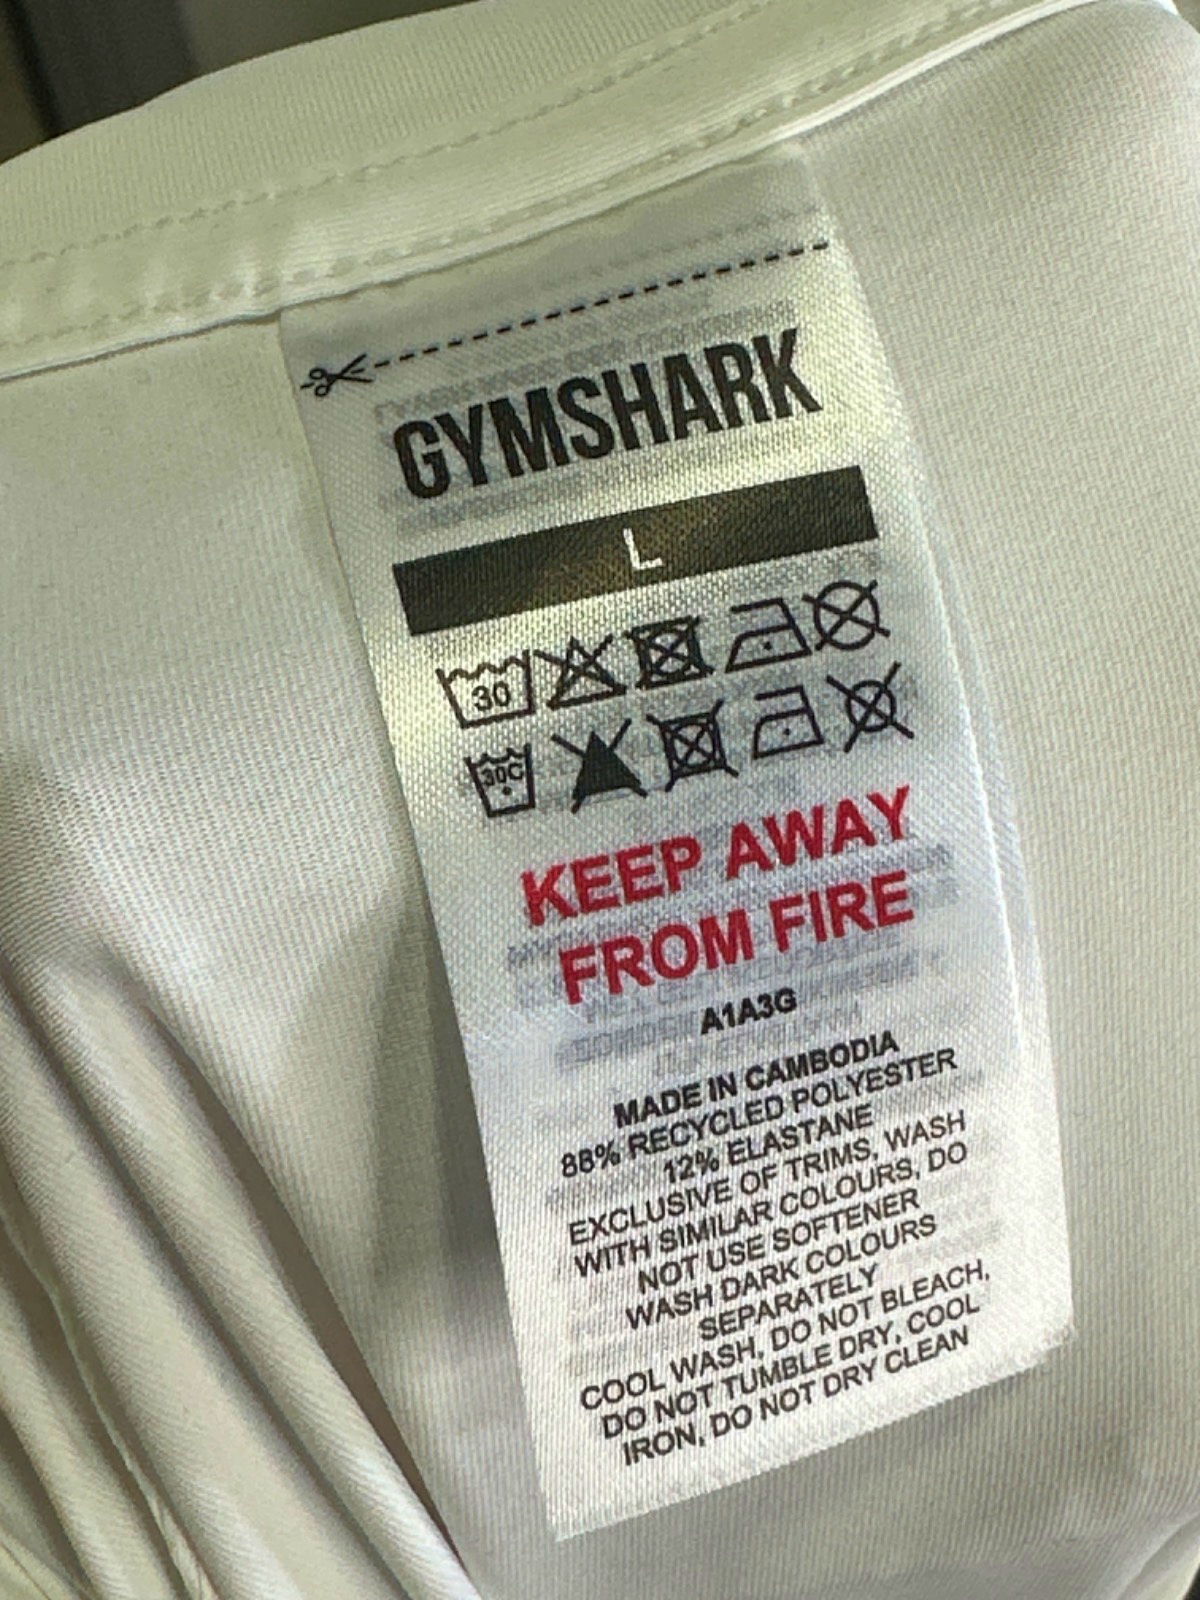 GYMSHARK
L
30
30C
KEEP AWAY
FROM FIRE
A1A3G
MADE IN CAMBODIA
88% RECYCLED POLYESTER
12% ELASTANE
EXCLUSIVE OF TRIMS, WASH
WITH SIMILAR COLOURS, DO
NOT USE SOFTENER
WASH DARK COLOURS
SEPARATELY
COOL WASH, DO NOT BLEACH,
DO NOT TUMBLE DRY, COOL
IRON, DO NOT DRY CLEAN